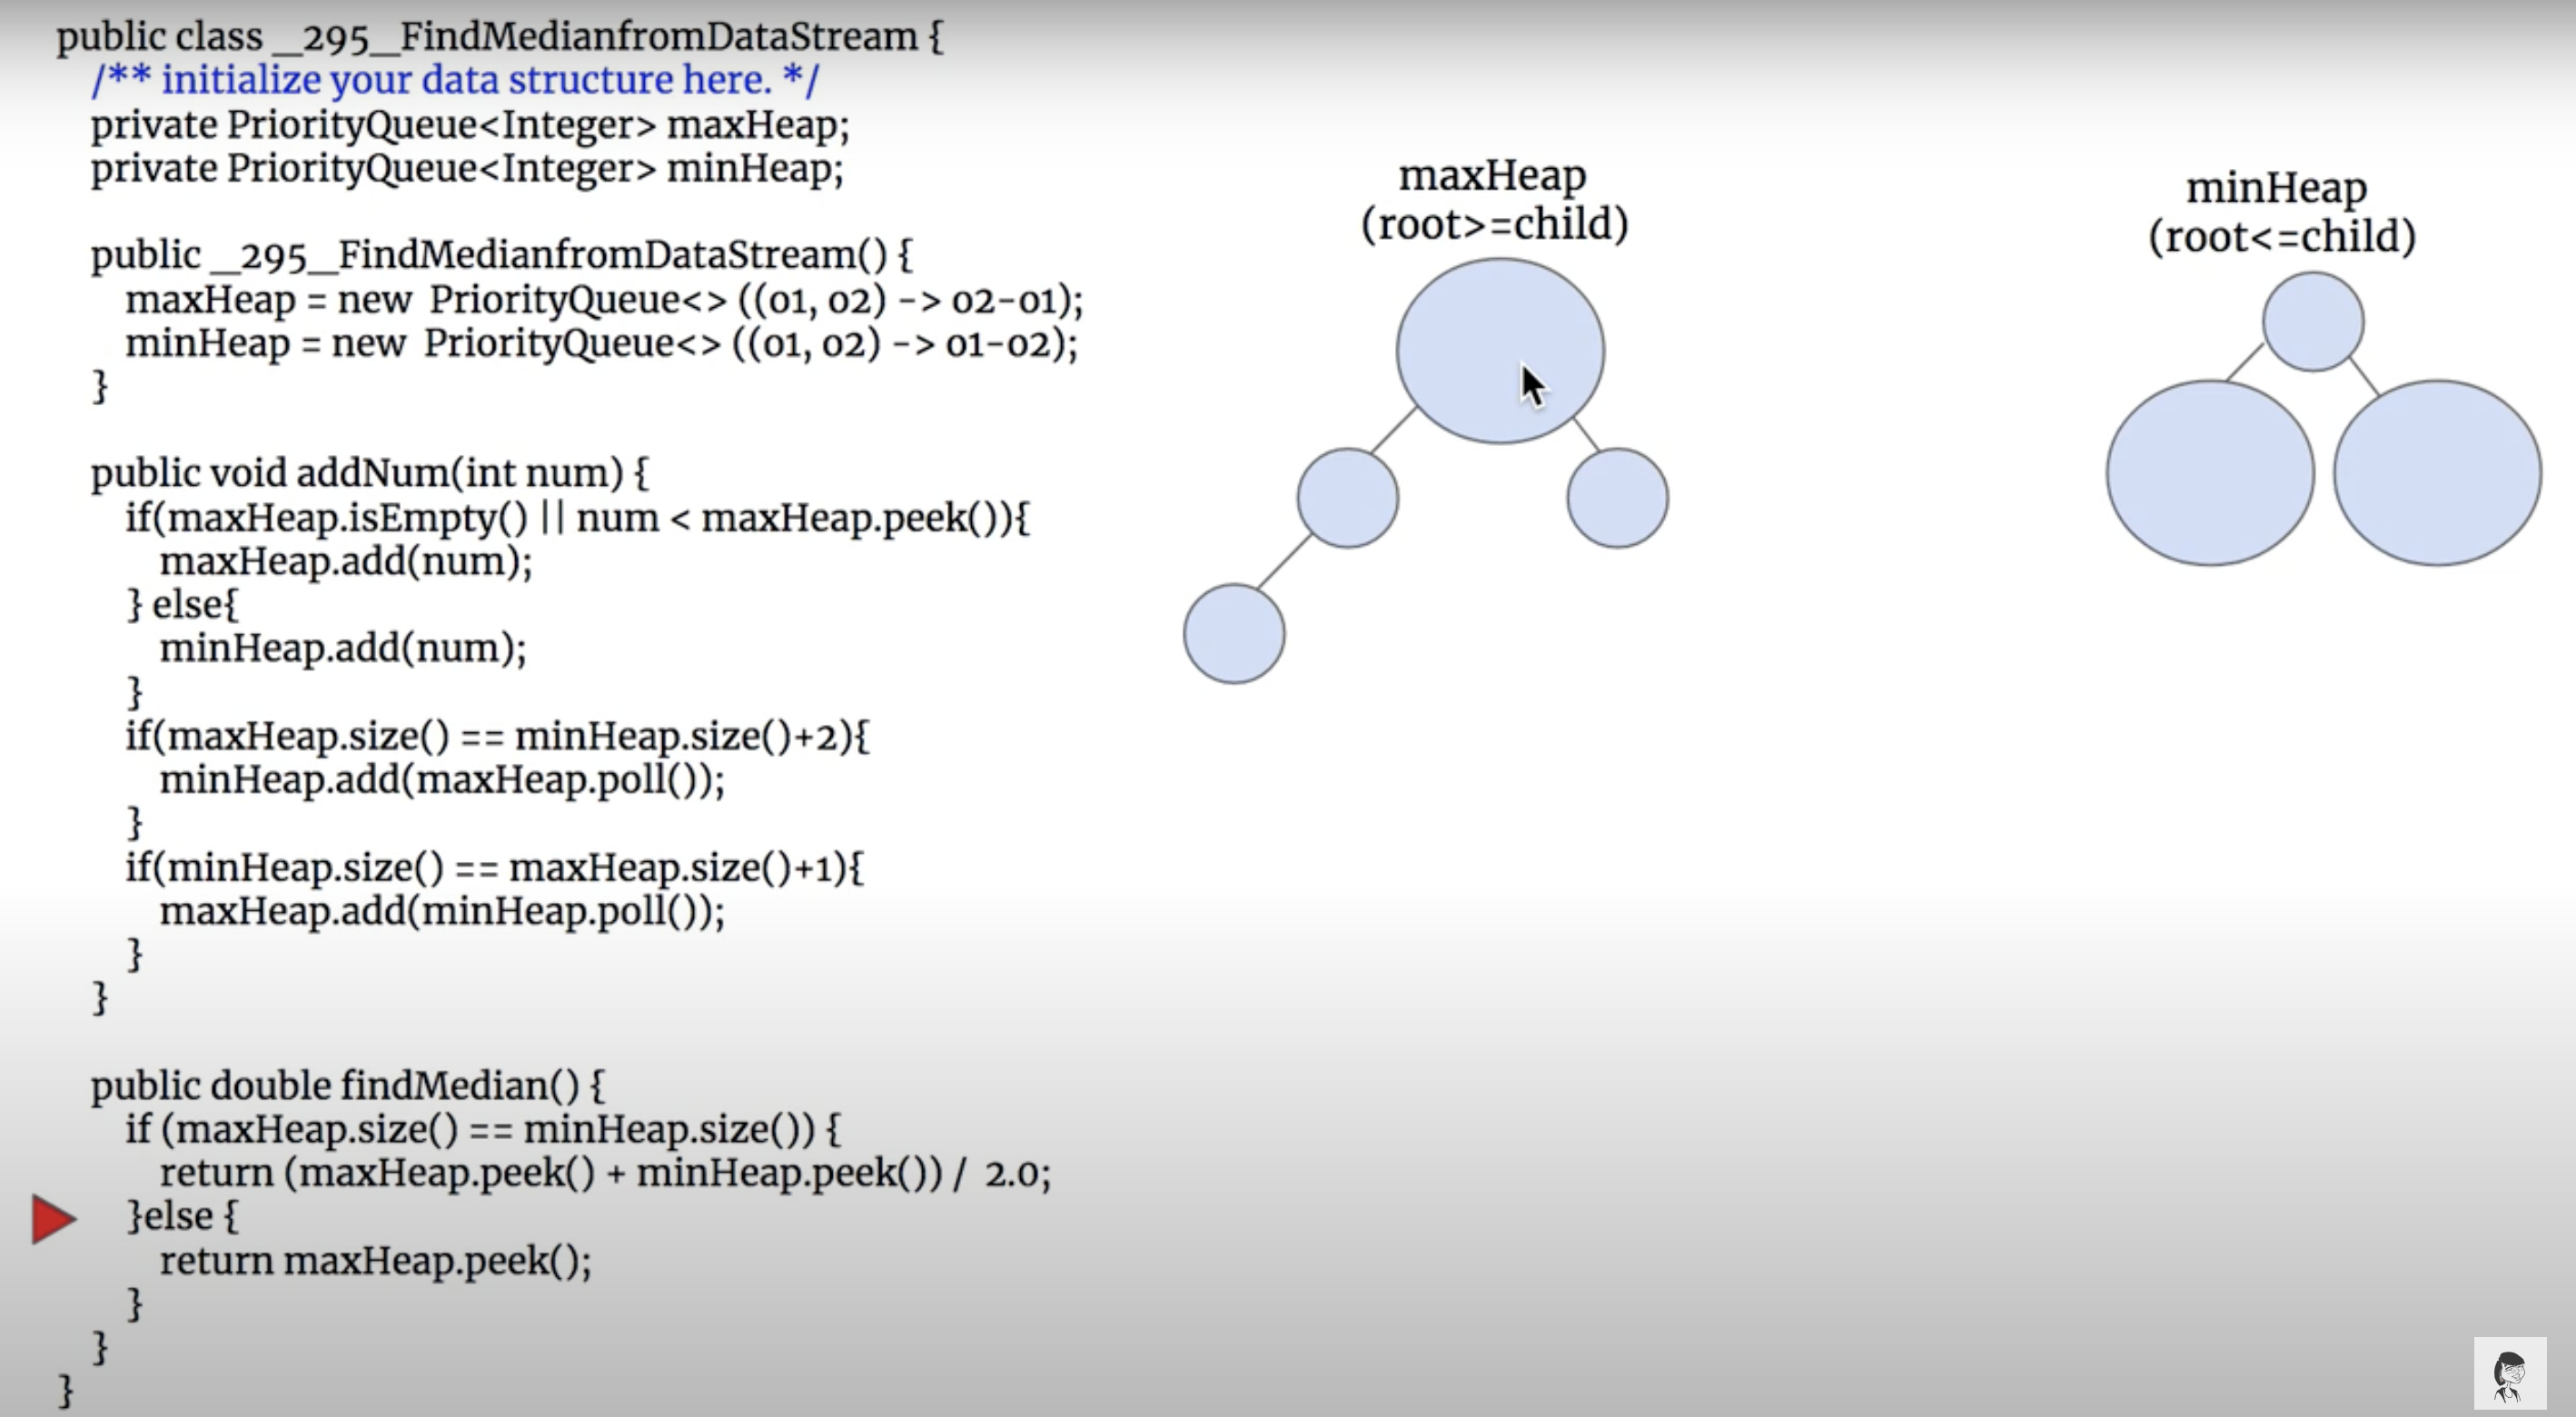 public class _295_FindMedianfromDataStream {
/** initialize your data structure here. */
private PriorityQueue<Integer> maxHeap;
private PriorityQueue<Integer> minHeap;
public _295_FindMedianfromDataStream() {
maxHeap = new PriorityQueue<> ((o1, o2) -> o2-o1);
minHeap = new PriorityQueue<> ((o1, o2) -> o1-o2);
}
public void addNum(int num) {
if(maxHeap.isEmpty() || num < maxHeap.peek()){
maxHeap.add(num);
} else{
minHeap.add(num);
}
if(maxHeap.size() == minHeap.size()+2){
minHeap.add(maxHeap.poll());
}
if(minHeap.size() == maxHeap.size()+1){
maxHeap.add(minHeap.poll());
}
}
public double findMedian() {
if (maxHeap.size() == minHeap.size()) {
return (maxHeap.peek() + minHeap.peek()) / 2.0;
}else {
return maxHeap.peek();
}
}
}
maxHeap
(root>=child)
minHeap
(root<=child)